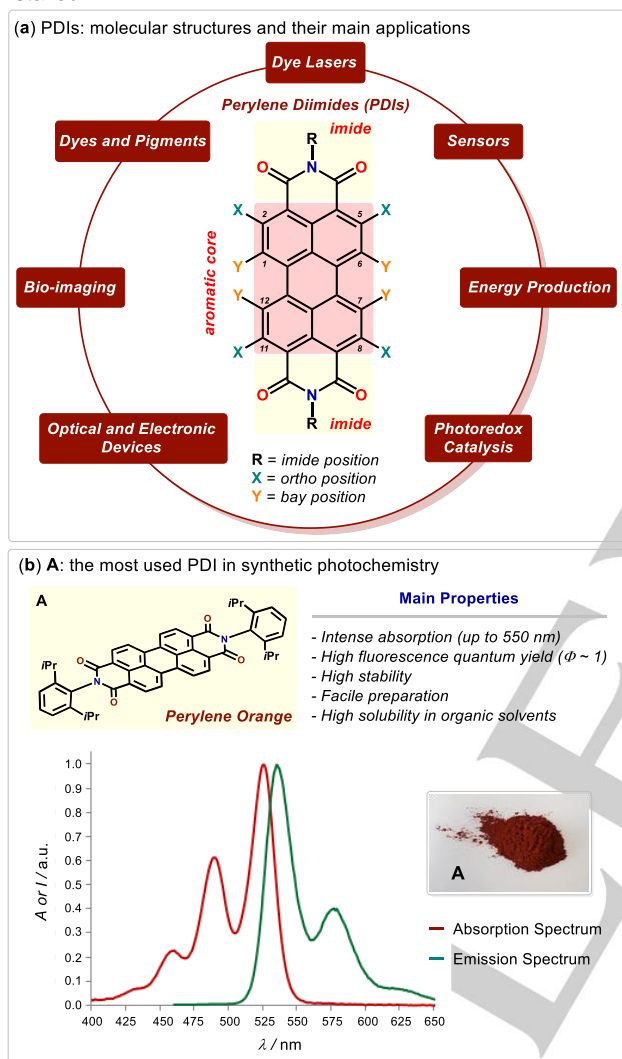 (a) PDIs: molecular structures and their main applications
Dye Lasers
Perylene Diimides (PDIs)
Dyes and Pigments
Sensors
imide
R
O N O
X 2 5 X
Y 1 6 Y
aromatic core
Bio-imaging
Energy Production
Y 12 7 Y
X 11 8 X
O N O
R
imide
Optical and Electronic
Devices
Photoredox
Catalysis
R = imide position
X = ortho position
Y = bay position
(b) A: the most used PDI in synthetic photochemistry
A
iPr
O
N
iPr
O
iPr
O
N
O
iPr
Perylene Orange
Main Properties
- Intense absorption (up to 550 nm)
- High fluorescence quantum yield (Φ ~ 1)
- High stability
- Facile preparation
- High solubility in organic solvents
A or I / a.u.
1.0
0.9
0.8
0.7
0.6
0.5
0.4
0.3
0.2
0.1
0.0
400 425 450 475 500 525 550 575 600 625 650
λ / nm
A
Absorption Spectrum
Emission Spectrum